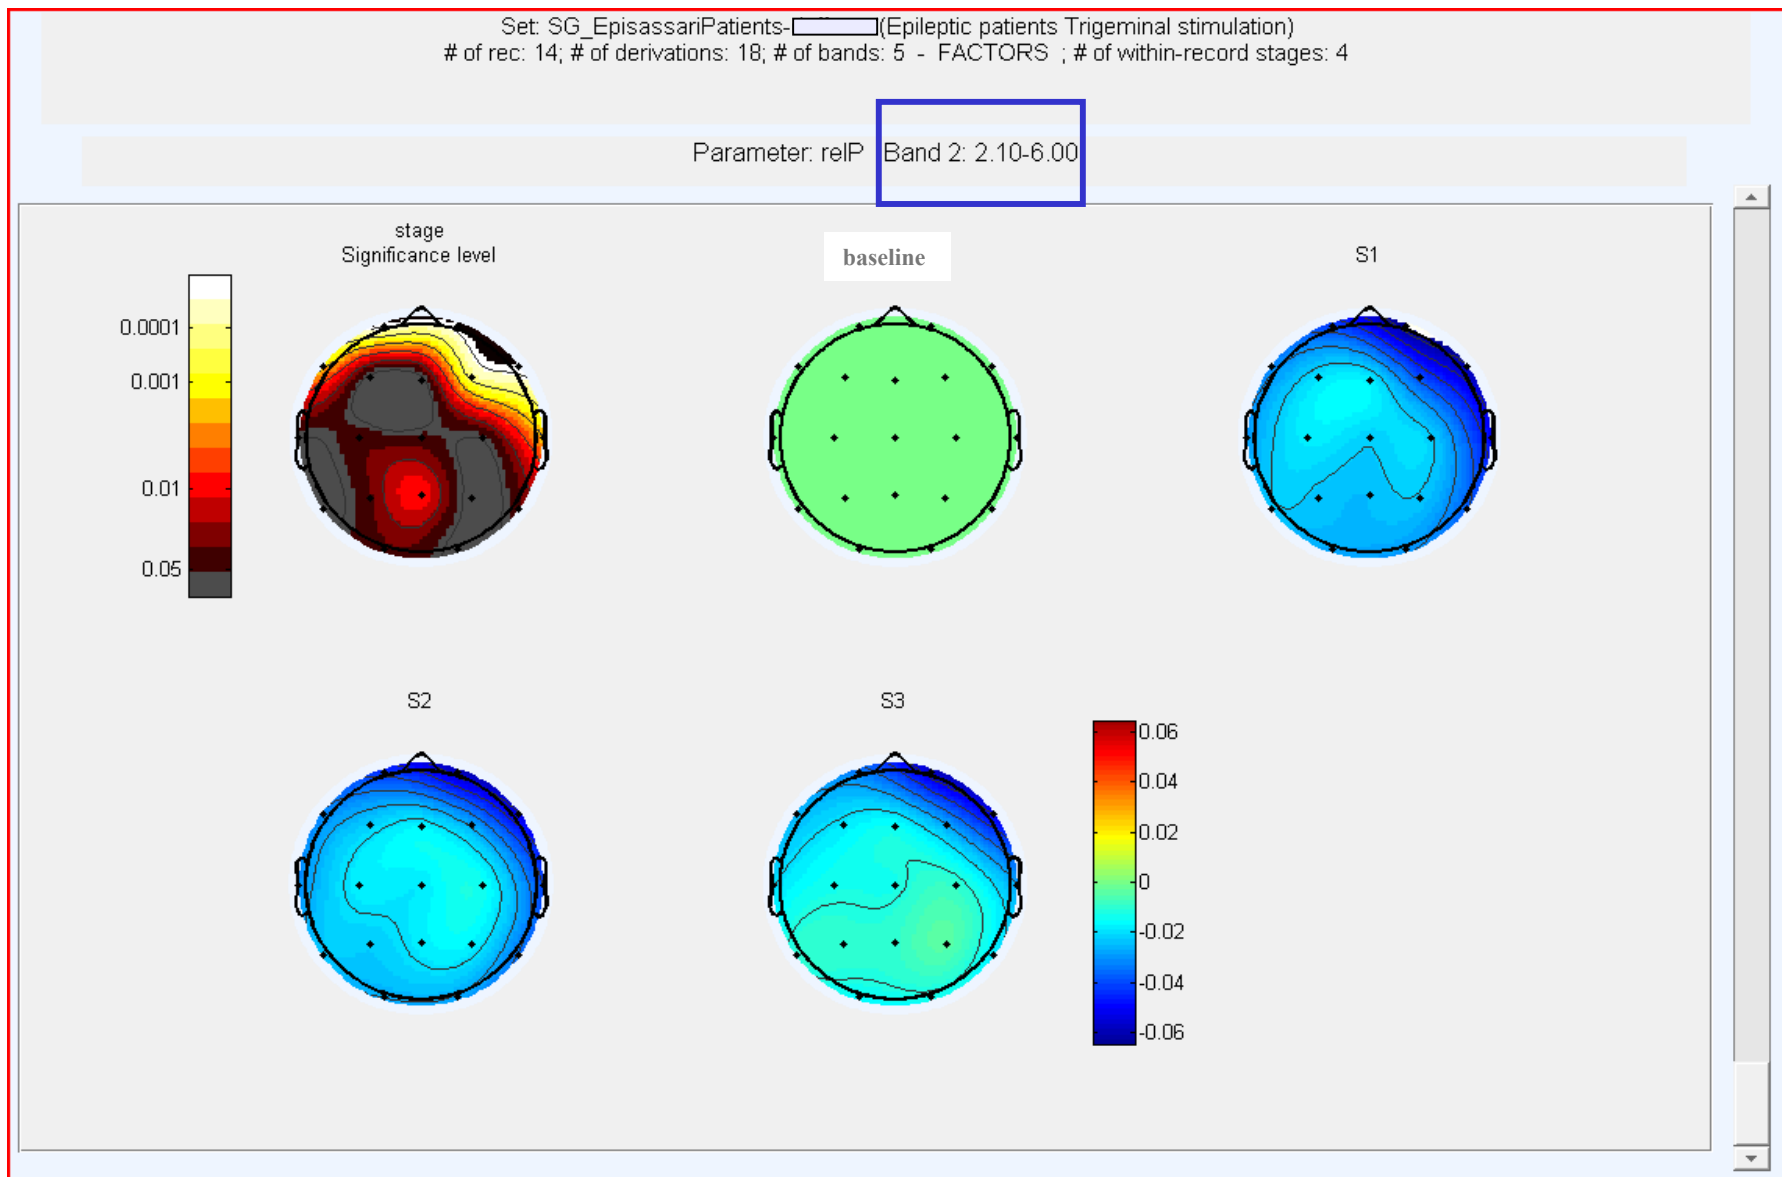 Set: SG_EpisassariPatients- (Epileptic patients Trigeminal stimulation)
# of rec: 14; # of derivations: 18; # of bands: 5 - FACTORS ; # of within-record stages: 4
Parameter: relP Band 2: 2.10-6.00
stage
Significance level
baseline
S1
0.0001
0.001
0.01
0.05
S2
S3
0.06
0.04
0.02
0
-0.02
-0.04
-0.06